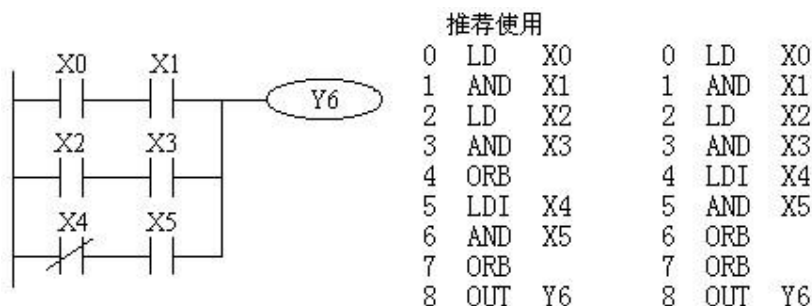 推荐使用
X0 X1
Y6
X2 X3
X4 X5
0 LD X0
1 AND X1
2 LD X2
3 AND X3
4 ORB
5 LDI X4
6 AND X5
7 ORB
8 OUT Y6
0 LD X0
1 AND X1
2 LD X2
3 AND X3
4 LDI X4
5 AND X5
6 ORB
7 ORB
8 OUT Y6